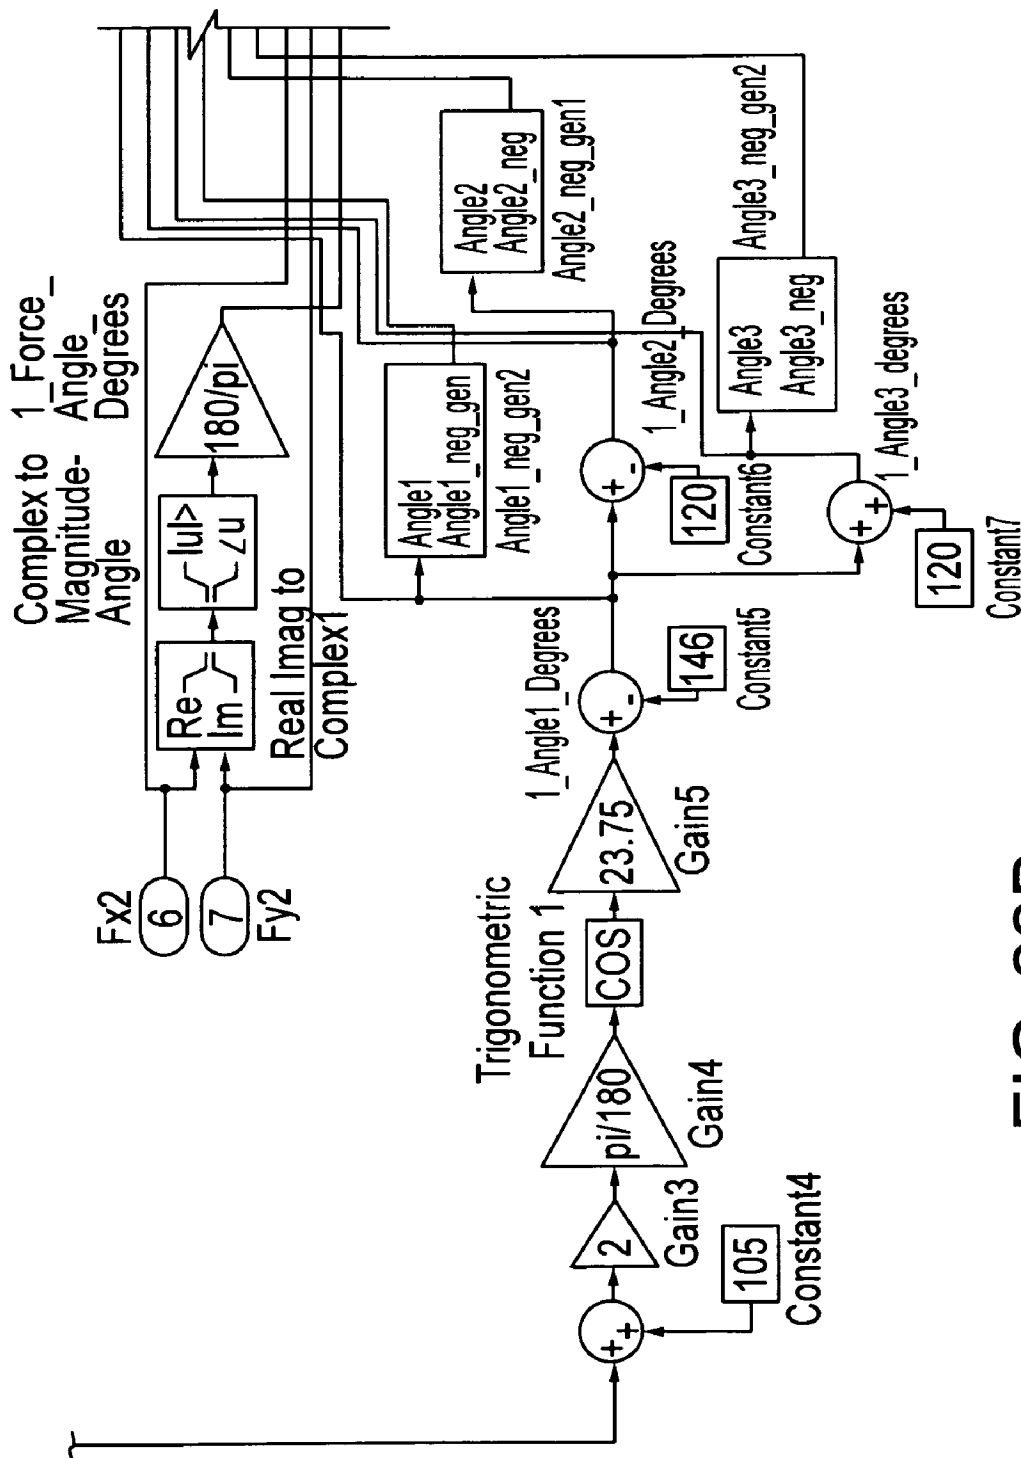 Fx2
6
7
Fy2
Re
Im
Real Imag to
Complex1
Complex to
Magnitude-
Angle
|u|>
∠u
180/pi
1_Force_
Angle_
Degrees
105
Constant4
+
+
2
Gain3
pi/180
Gain4
Trigonometric
Function 1
COS
23.75
Gain5
1_Angle1_Degrees
+
-
146
Constant5
Angle1
Angle1_neg_gen
Angle1_neg_gen2
+
-
120
Constant6
1_Angle2_Degrees
Angle2
Angle2_neg
Angle2_neg_gen1
+
+
120
Constant7
1_Angle3_degrees
Angle3
Angle3_neg
Angle3_neg_gen2